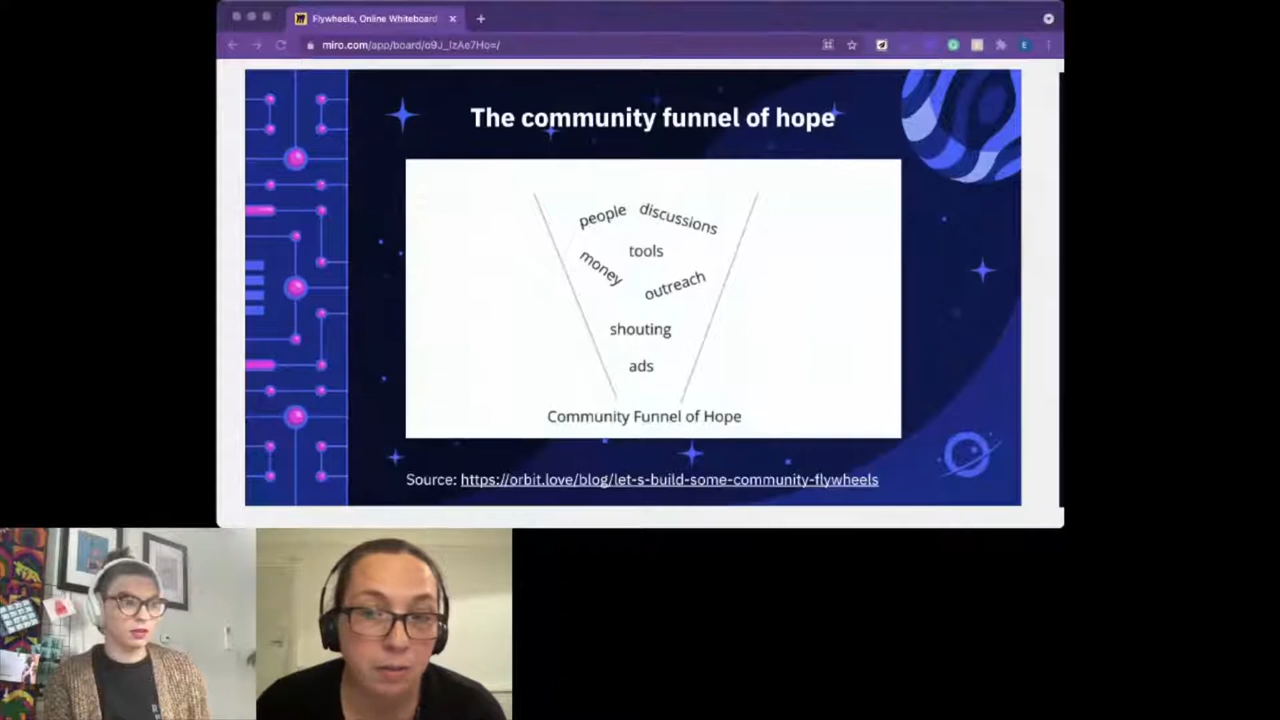 Flywheels, Online Whiteboard
miro.com/app/board/o9J_lzAe7Ho=/
E
The community funnel of hope
people discussions
tools
money
outreach
shouting
ads
Community Funnel of Hope
Source: https://orbit.love/blog/let-s-build-some-community-flywheels